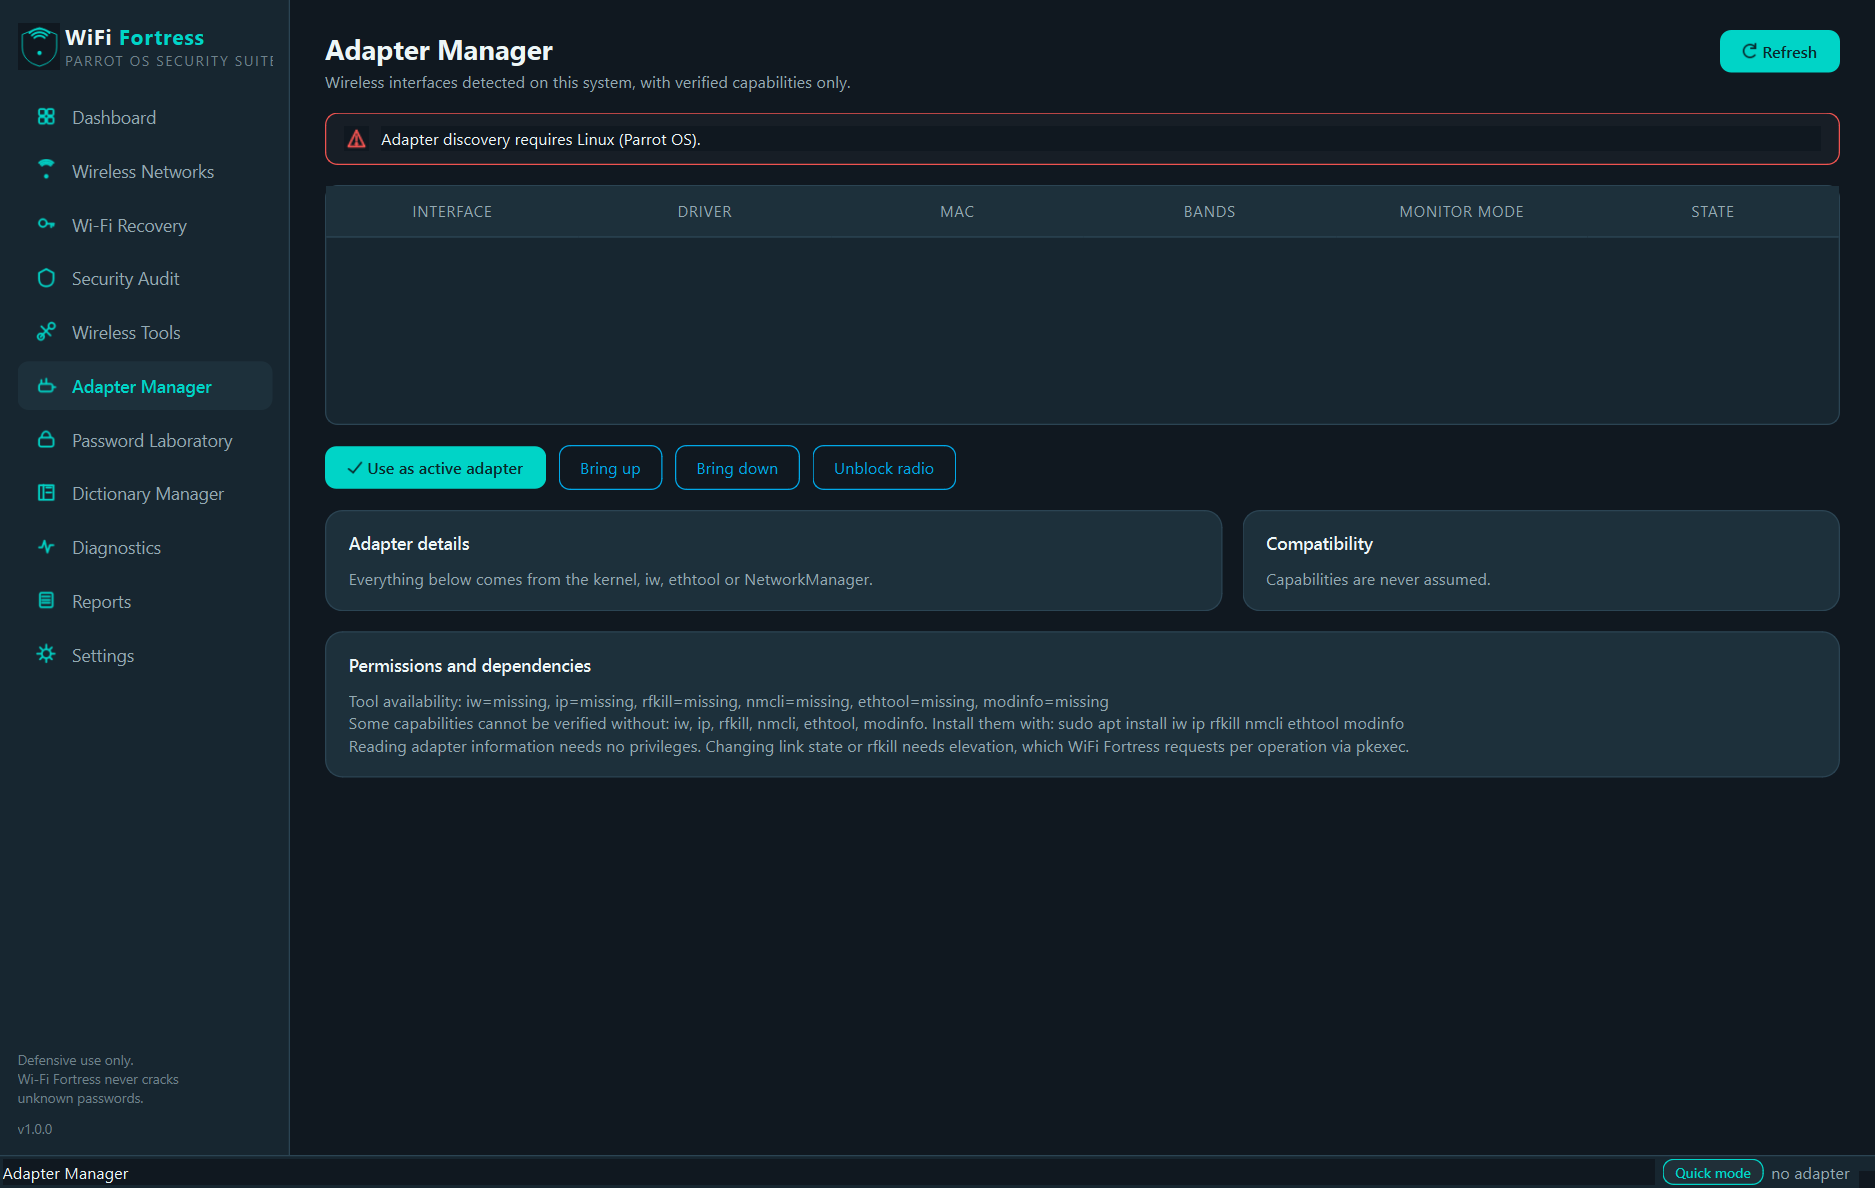 WiFi Fortress
PARROT OS SECURITY SUITE
Dashboard
Wireless Networks
Wi-Fi Recovery
Security Audit
Wireless Tools
Adapter Manager
Password Laboratory
Dictionary Manager
Diagnostics
Reports
Settings
Defensive use only.
Wi-Fi Fortress never cracks
unknown passwords.
v1.0.0
Adapter Manager
Refresh
Wireless interfaces detected on this system, with verified capabilities only.
Adapter discovery requires Linux (Parrot OS).
INTERFACE DRIVER MAC BANDS MONITOR MODE STATE
Use as active adapter Bring up Bring down Unblock radio
Adapter details
Everything below comes from the kernel, iw, ethtool or NetworkManager.
Compatibility
Capabilities are never assumed.
Permissions and dependencies
Tool availability: iw=missing, ip=missing, rfkill=missing, nmcli=missing, ethtool=missing, modinfo=missing
Some capabilities cannot be verified without: iw, ip, rfkill, nmcli, ethtool, modinfo. Install them with: sudo apt install iw ip rfkill nmcli ethtool modinfo
Reading adapter information needs no privileges. Changing link state or rfkill needs elevation, which WiFi Fortress requests per operation via pkexec.
Adapter Manager
Quick mode no adapter